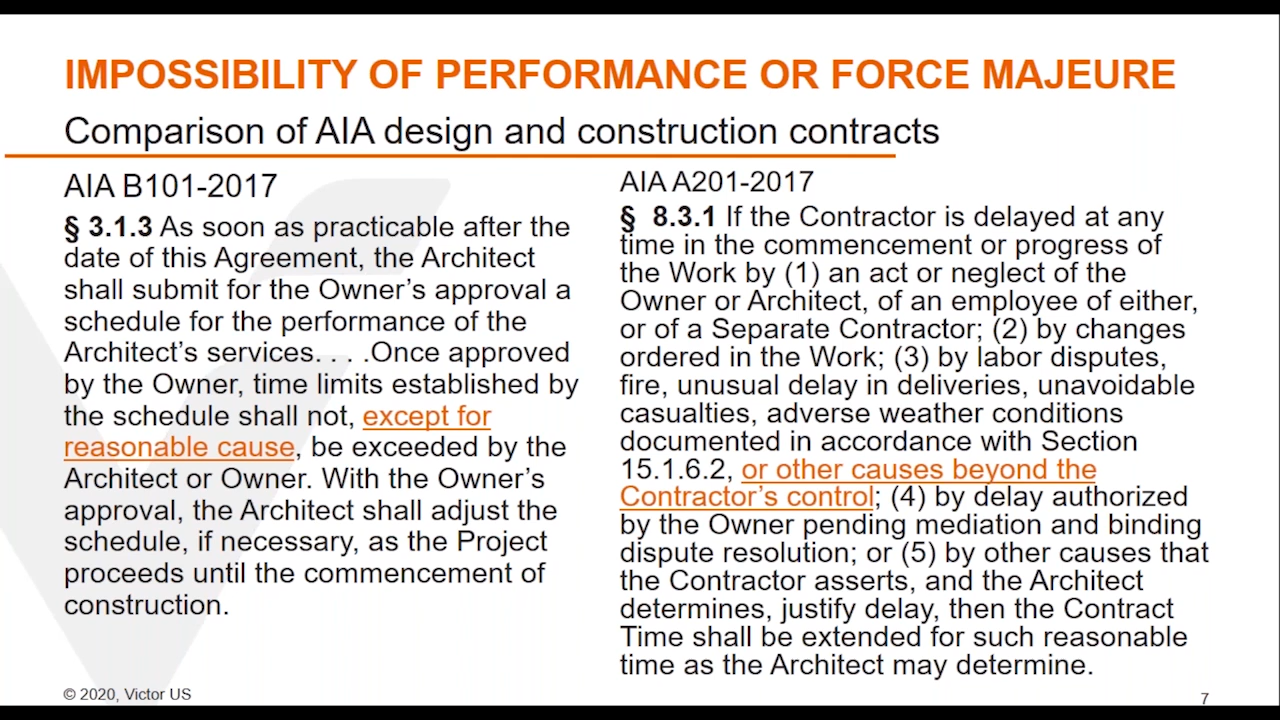 IMPOSSIBILITY OF PERFORMANCE OR FORCE MAJEURE
Comparison of AIA design and construction contracts
AIA B101-2017
§ 3.1.3 As soon as practicable after the
date of this Agreement, the Architect
shall submit for the Owner’s approval a
schedule for the performance of the
Architect’s services. . . .Once approved
by the Owner, time limits established by
the schedule shall not, except for
reasonable cause, be exceeded by the
Architect or Owner. With the Owner’s
approval, the Architect shall adjust the
schedule, if necessary, as the Project
proceeds until the commencement of
construction.
AIA A201-2017
§ 8.3.1 If the Contractor is delayed at any
time in the commencement or progress of
the Work by (1) an act or neglect of the
Owner or Architect, of an employee of either,
or of a Separate Contractor; (2) by changes
ordered in the Work; (3) by labor disputes,
fire, unusual delay in deliveries, unavoidable
casualties, adverse weather conditions
documented in accordance with Section
15.1.6.2, or other causes beyond the
Contractor’s control; (4) by delay authorized
by the Owner pending mediation and binding
dispute resolution; or (5) by other causes that
the Contractor asserts, and the Architect
determines, justify delay, then the Contract
Time shall be extended for such reasonable
time as the Architect may determine.
© 2020, Victor US
7